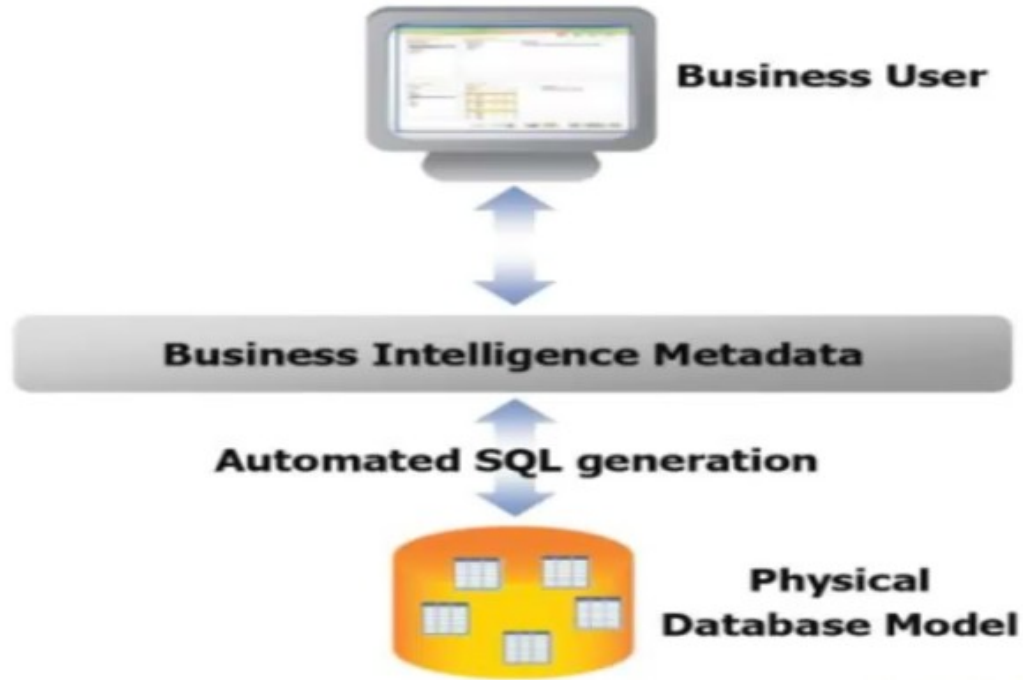 Business User
Business Intelligence Metadata
Automated SQL generation
Physical
Database Model